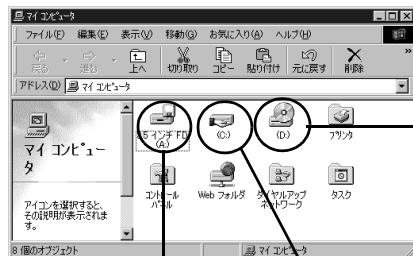 マイ コンピュータ
ファイル(F) 編集(E) 表示(V) 移動(G) お気に入り(A) ヘルプ(H)
戻る 進む 上へ 切り取り コピー 貼り付け 元に戻す 削除 »
アドレス(D) マイ コンピュータ
マイ コンピュー
タ
アイコンを選択すると、
その説明が表示されま
す。
3.5 インチ FD
(A:)
(C:)
(D:)
プリンタ
コントロール
パネル
Web フォルダ
ダイヤルアップ
ネットワーク
タスク
8 個のオブジェクト
マイ コンピュータ